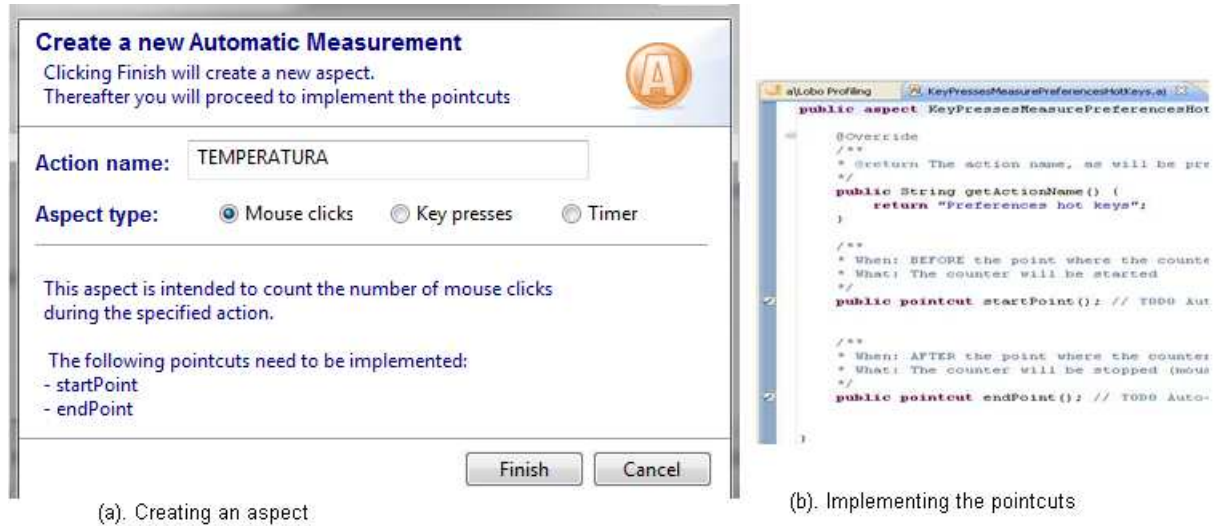 Create a new Automatic Measurement
Clicking Finish will create a new aspect.
Thereafter you will proceed to implement the pointcuts
Action name: TEMPERATURA
Aspect type: Mouse clicks Key presses Timer
This aspect is intended to count the number of mouse clicks
during the specified action.
The following pointcuts need to be implemented:
- startPoint
- endPoint
Finish Cancel
(a). Creating an aspect
Lobo Profiling KeyPressesMeasurePreferencesHotKeys.aj
public aspect KeyPressesMeasurePreferencesHot
@Override
/**
* @return The action name, as will be pre
*/
public String getActionName() {
return "Preferences hot keys";
}
/**
* When: BEFORE the point where the counte
* What: The counter will be started
*/
public pointcut startPoint(); // TODO Aut
/**
* When: AFTER the point where the counter
* What: The counter will be stopped (mous
*/
public pointcut endPoint(); // TODO Auto-
}
(b). Implementing the pointcuts